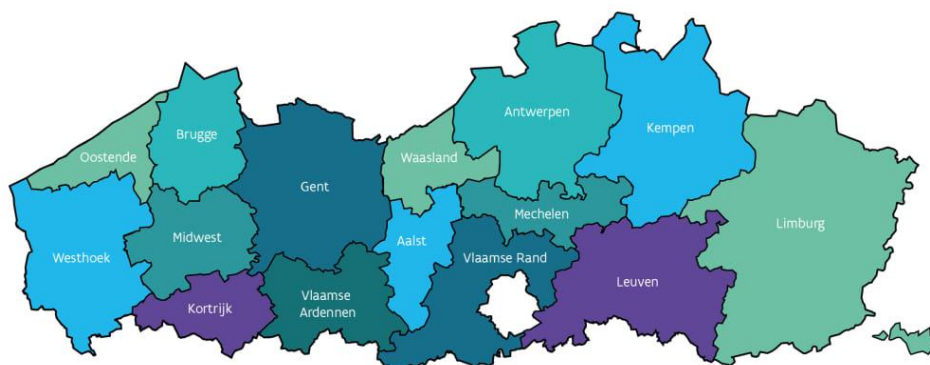 Antwerpen
Kempen
Brugge
Oostende
Waasland
Gent
Mechelen
Limburg
Midwest
Aalst
Westhoek
Vlaamse Rand
Leuven
Kortrijk
Vlaamse
Ardennen